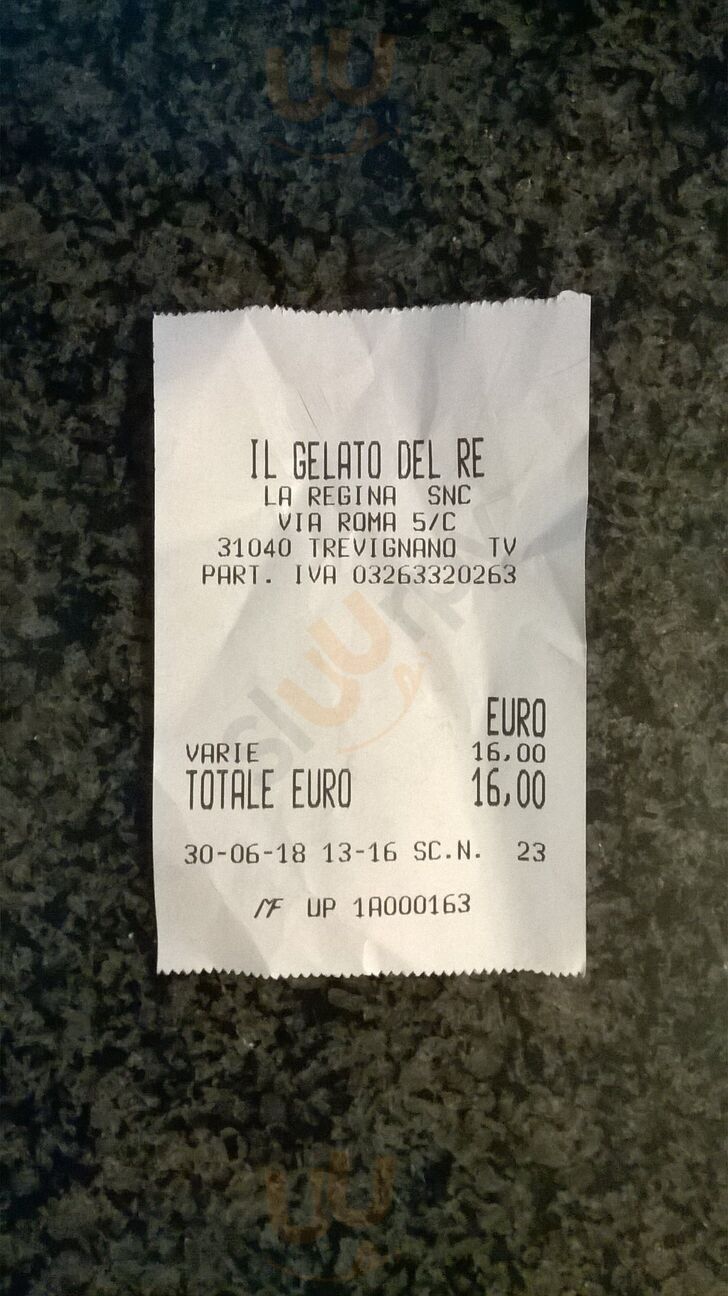 IL GELATO DEL RE
LA REGINA SNC
VIA ROMA 5/C
31040 TREVIGNANO TV
PART. IVA 03263320263
sluurpy
EURO
VARIE 16,00
TOTALE EURO 16,00
30-06-18 13-16 SC.N. 23
MF UP 1A000163